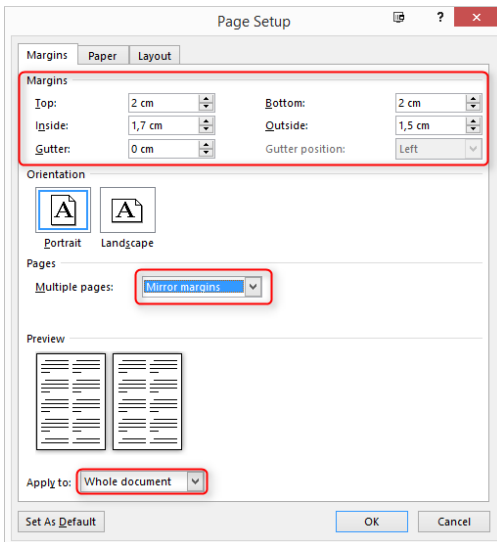 Page Setup
? ×
Margins Paper Layout
Margins
Top: 2 cm Bottom: 2 cm
Inside: 1,7 cm Outside: 1,5 cm
Gutter: 0 cm Gutter position: Left
Orientation
A A
Portrait Landscape
Pages
Multiple pages: Mirror margins
Preview
Apply to: Whole document
Set As Default OK Cancel